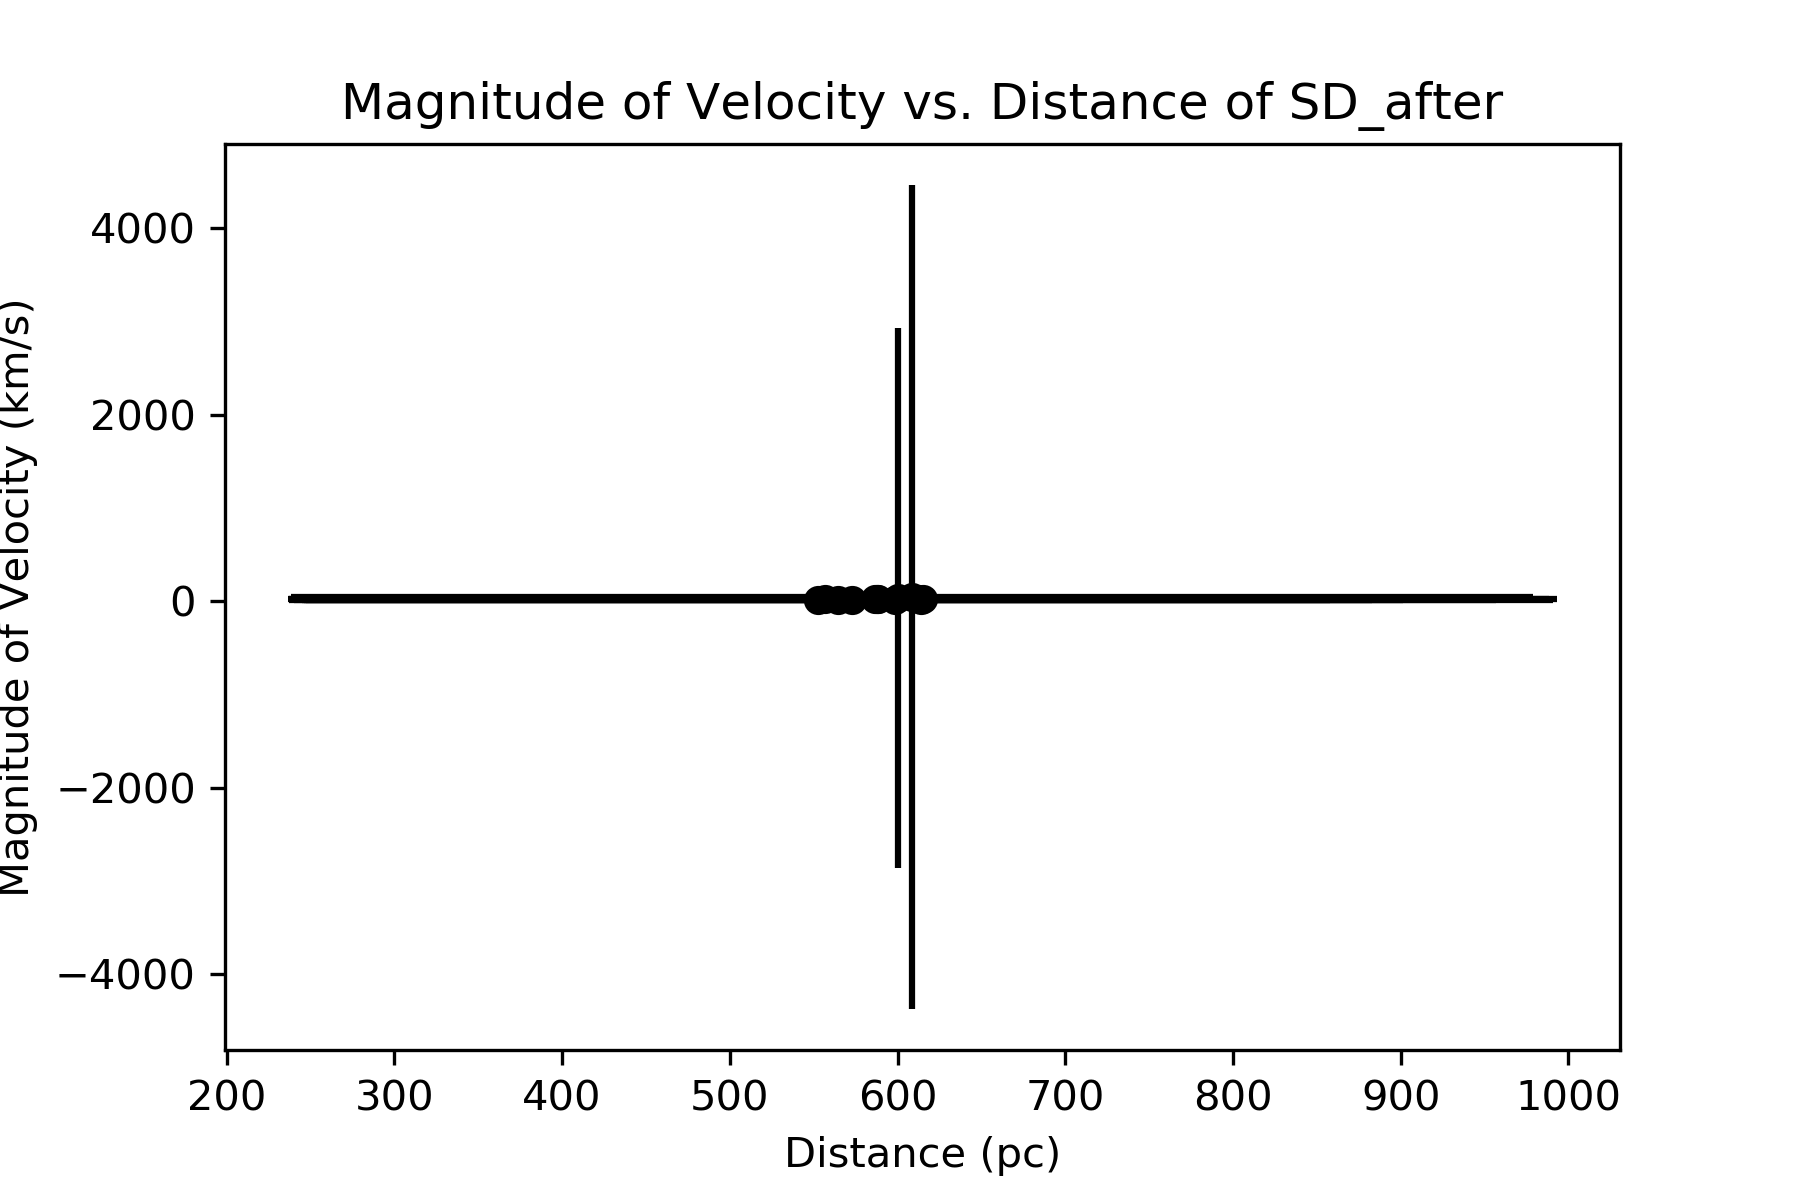 Magnitude of Velocity vs. Distance of SD_after
Magnitude of Velocity (km/s)
4000
2000
0
−2000
−4000
200 300 400 500 600 700 800 900 1000
Distance (pc)